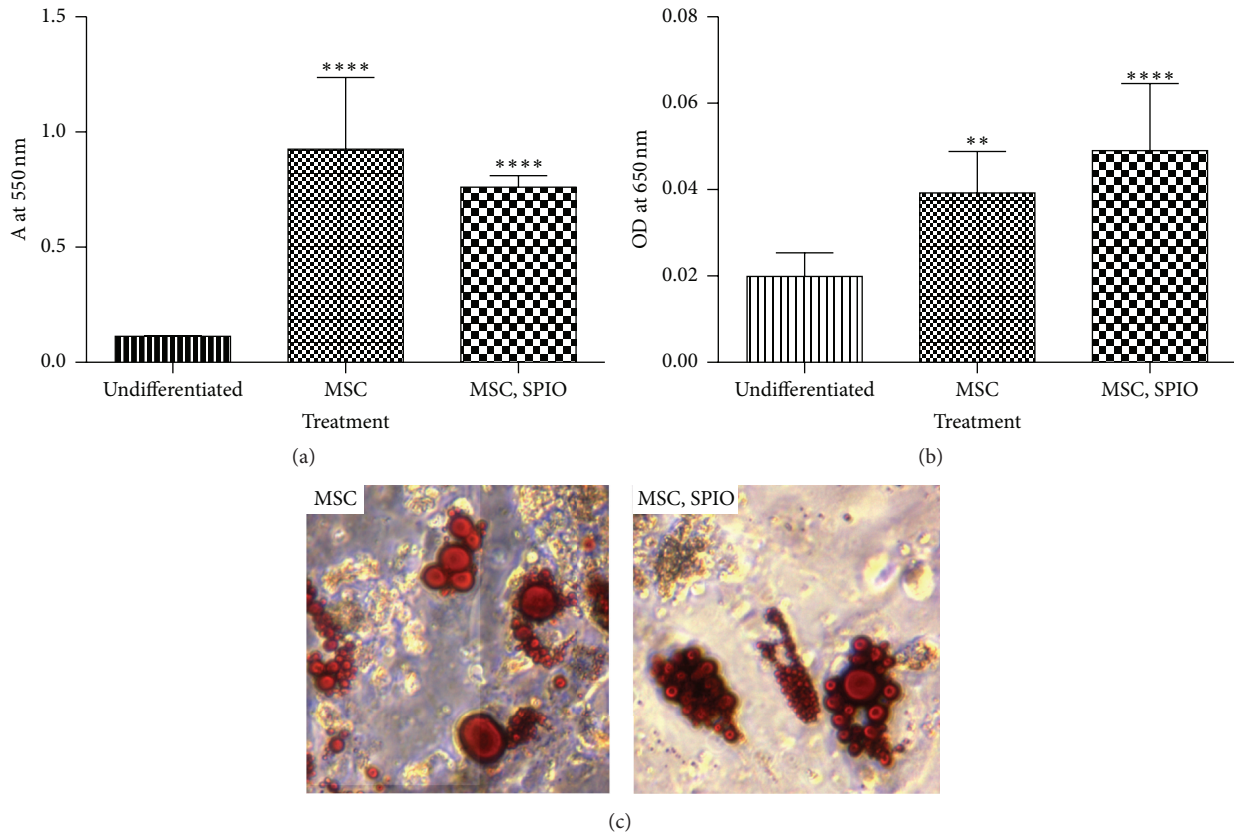 1.5
1.0
0.5
0.0
A at 550 nm
****
****
Undifferentiated
MSC
MSC, SPIO
Treatment
(a)
0.08
0.06
0.04
0.02
0.00
OD at 650 nm
**
****
Undifferentiated
MSC
MSC, SPIO
Treatment
(b)
MSC
MSC, SPIO
(c)